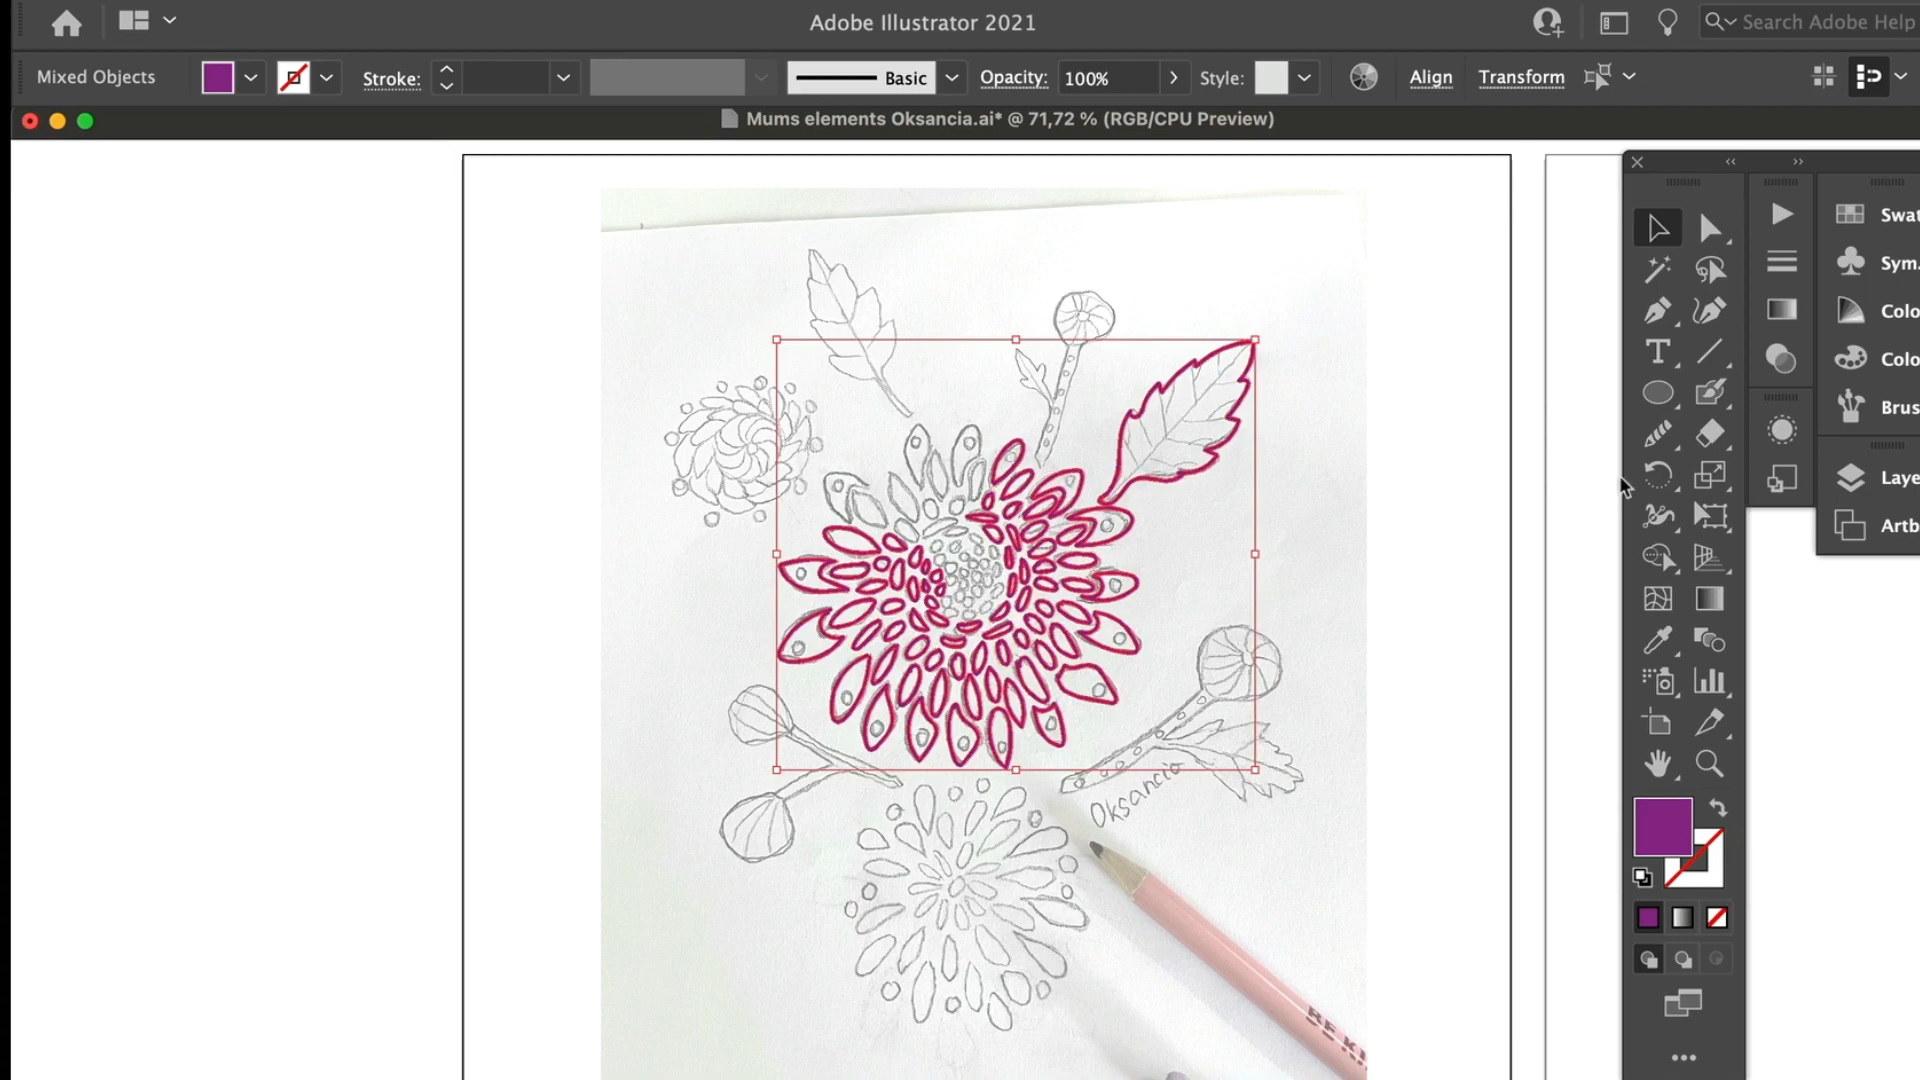 Adobe Illustrator 2021
Search Adobe Help
Mixed Objects
Stroke:
Basic
Opacity: 100%
Style:
Align
Transform
Mums elements Oksancia.ai* @ 71,72 % (RGB/CPU Preview)
Swat
Sym.
Colo
Colo
Brus
Laye
Artb
Oksancia